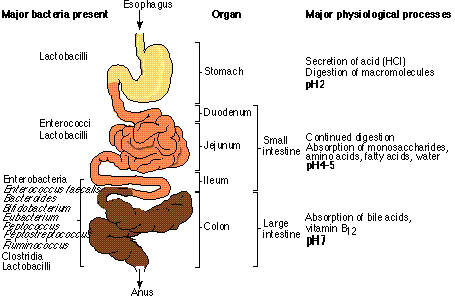 Esophagus
Major bacteria present
Organ
Major physiological processes
Lactobacilli
Stomach
Secretion of acid (HCl)
Digestion of macromolecules
pH2
Duodenum
Enterococci
Lactobacilli
Jejunum
Small
intestine
Continued digestion
Absorption of monosaccharides,
amino acids, fatty acids, water
pH4-5
Ileum
Enterobacteria
Enterococcus faecalis
Bacteroides
Bifidobacterium
Eubacterium
Peptococcus
Peptostreptococcus
Ruminococcus
Clostridia
Lactobacilli
Colon
Large
intestine
Absorption of bile acids,
vitamin B12
pH7
Anus